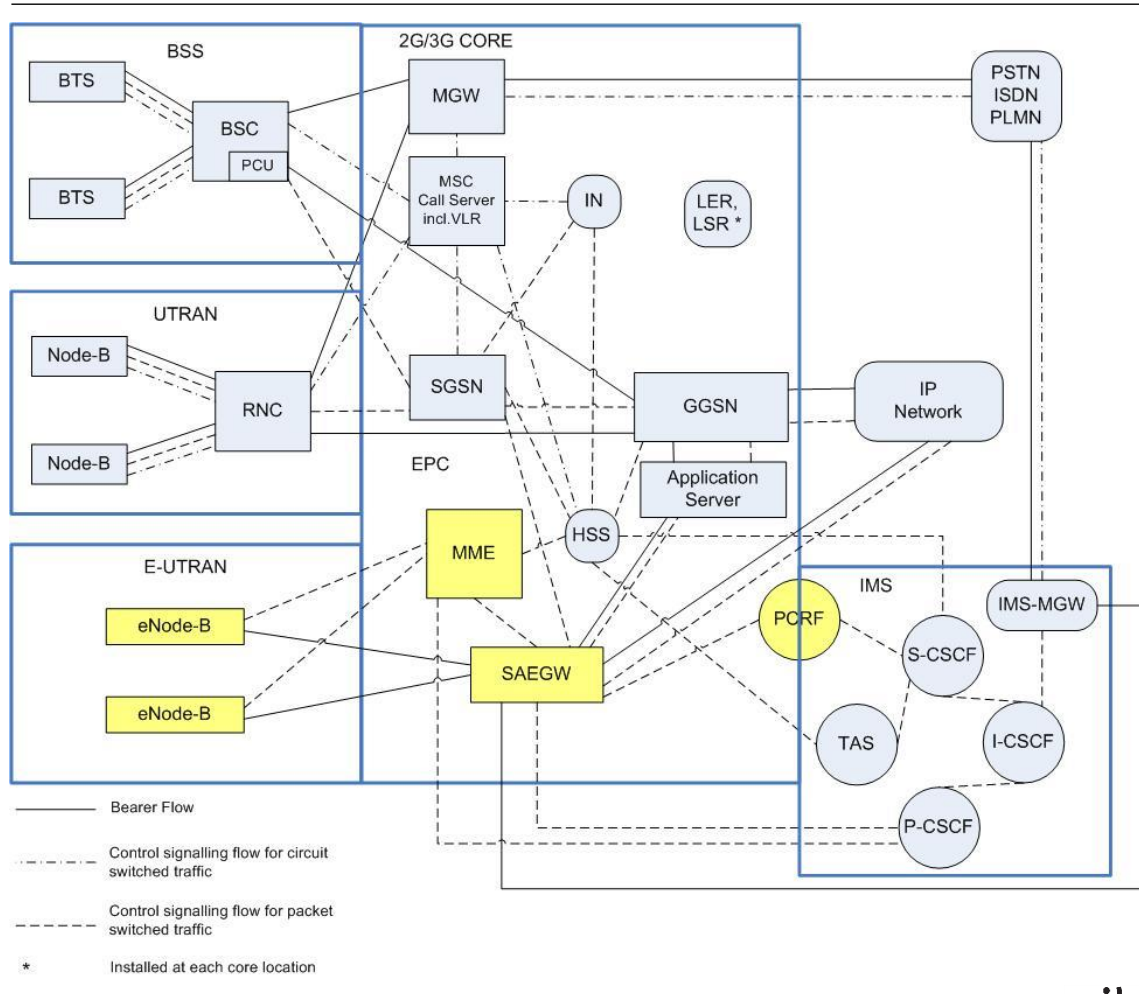 BSS
2G/3G CORE
BTS
BSC
PCU
BTS
MGW
PSTN
ISDN
PLMN
MSC
Call Server
incl.VLR
IN
LER,
LSR *
UTRAN
Node-B
RNC
Node-B
SGSN
GGSN
IP
Network
EPC
Application
Server
HSS
MME
E-UTRAN
eNode-B
eNode-B
SAEGW
IMS
PCRF
IMS-MGW
S-CSCF
TAS
I-CSCF
P-CSCF
Bearer Flow
Control signalling flow for circuit
switched traffic
Control signalling flow for packet
switched traffic
* Installed at each core location